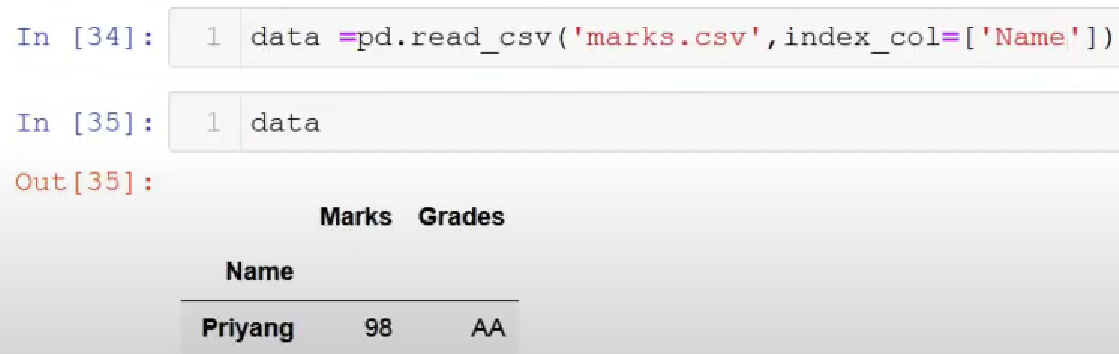 In [34]: 1 data =pd.read_csv('marks.csv',index_col=['Name'])
In [35]: 1 data
Out[35]:
Marks Grades
Name
Priyang 98 AA